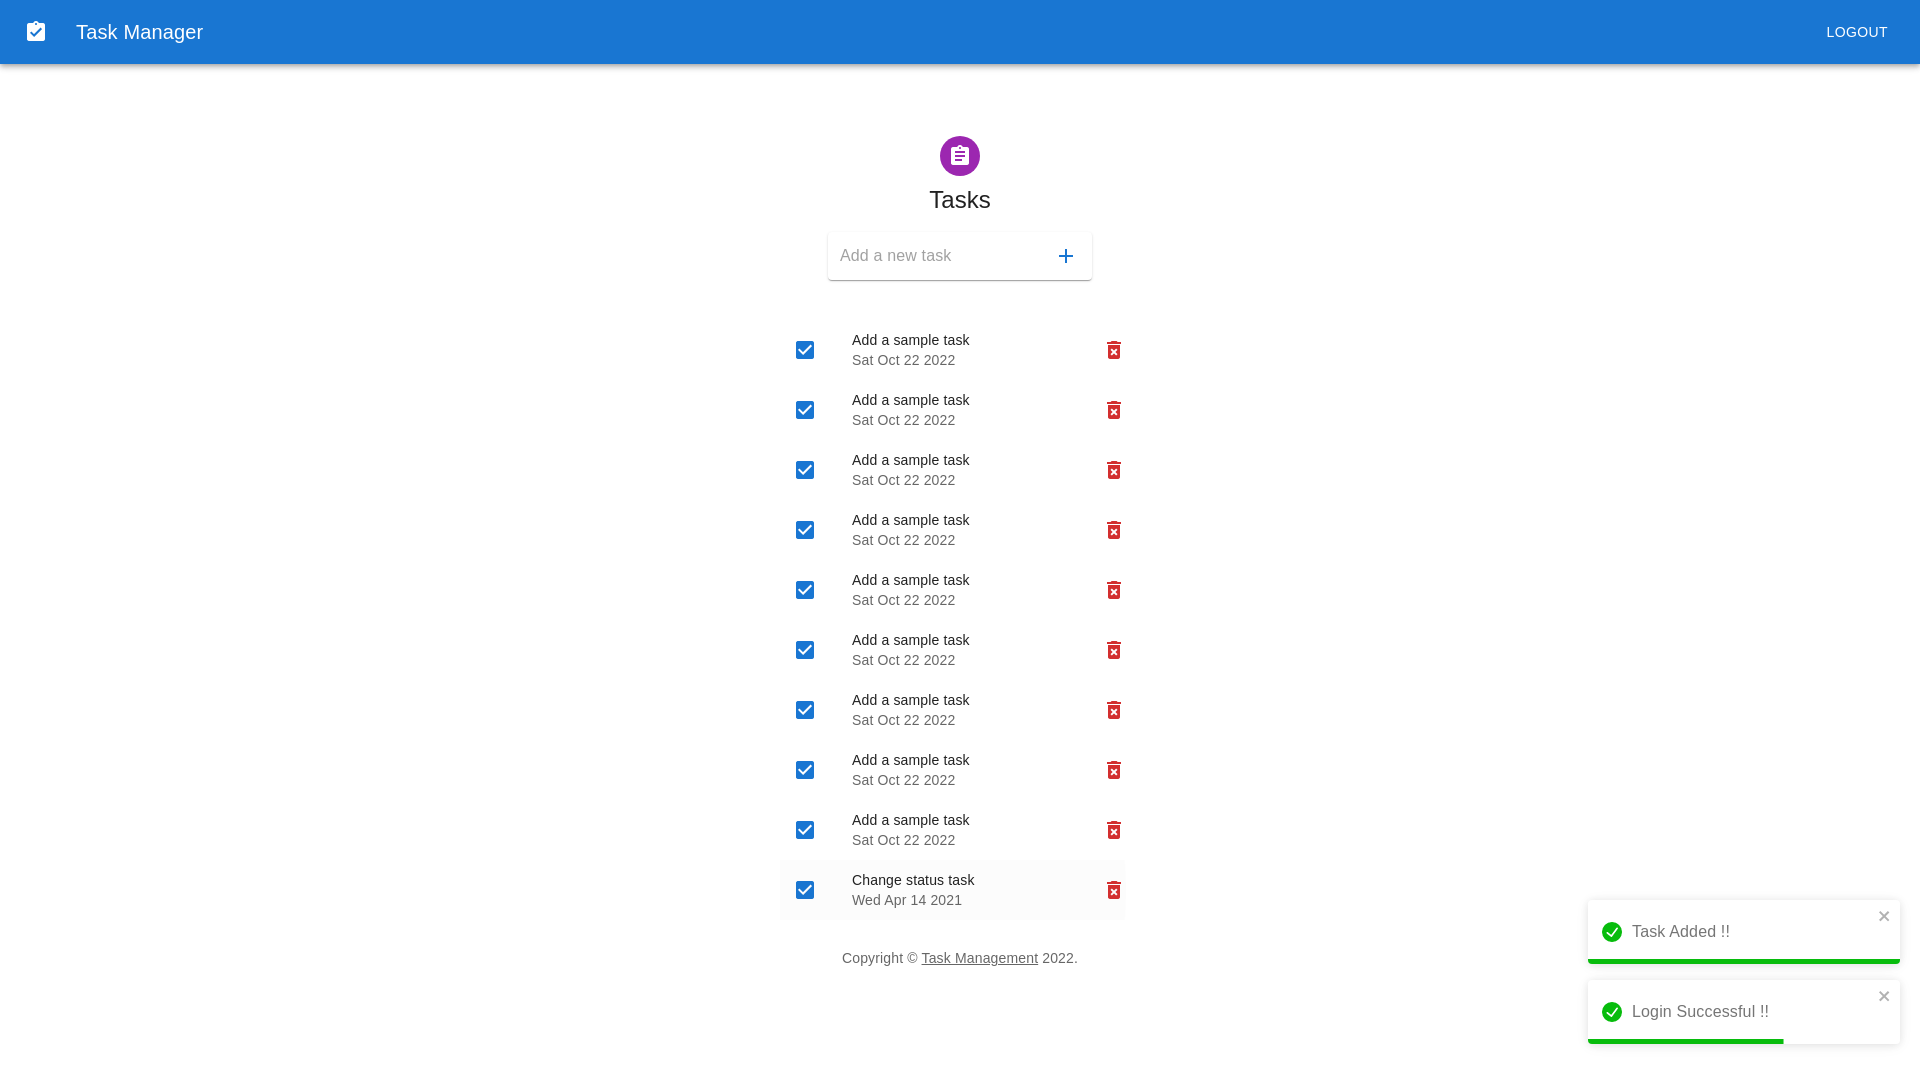 Task Manager
LOGOUT
Tasks
Add a new task
Add a sample task
Sat Oct 22 2022
Add a sample task
Sat Oct 22 2022
Add a sample task
Sat Oct 22 2022
Add a sample task
Sat Oct 22 2022
Add a sample task
Sat Oct 22 2022
Add a sample task
Sat Oct 22 2022
Add a sample task
Sat Oct 22 2022
Add a sample task
Sat Oct 22 2022
Add a sample task
Sat Oct 22 2022
Change status task
Wed Apr 14 2021
Copyright © Task Management 2022.
Task Added !!
Login Successful !!